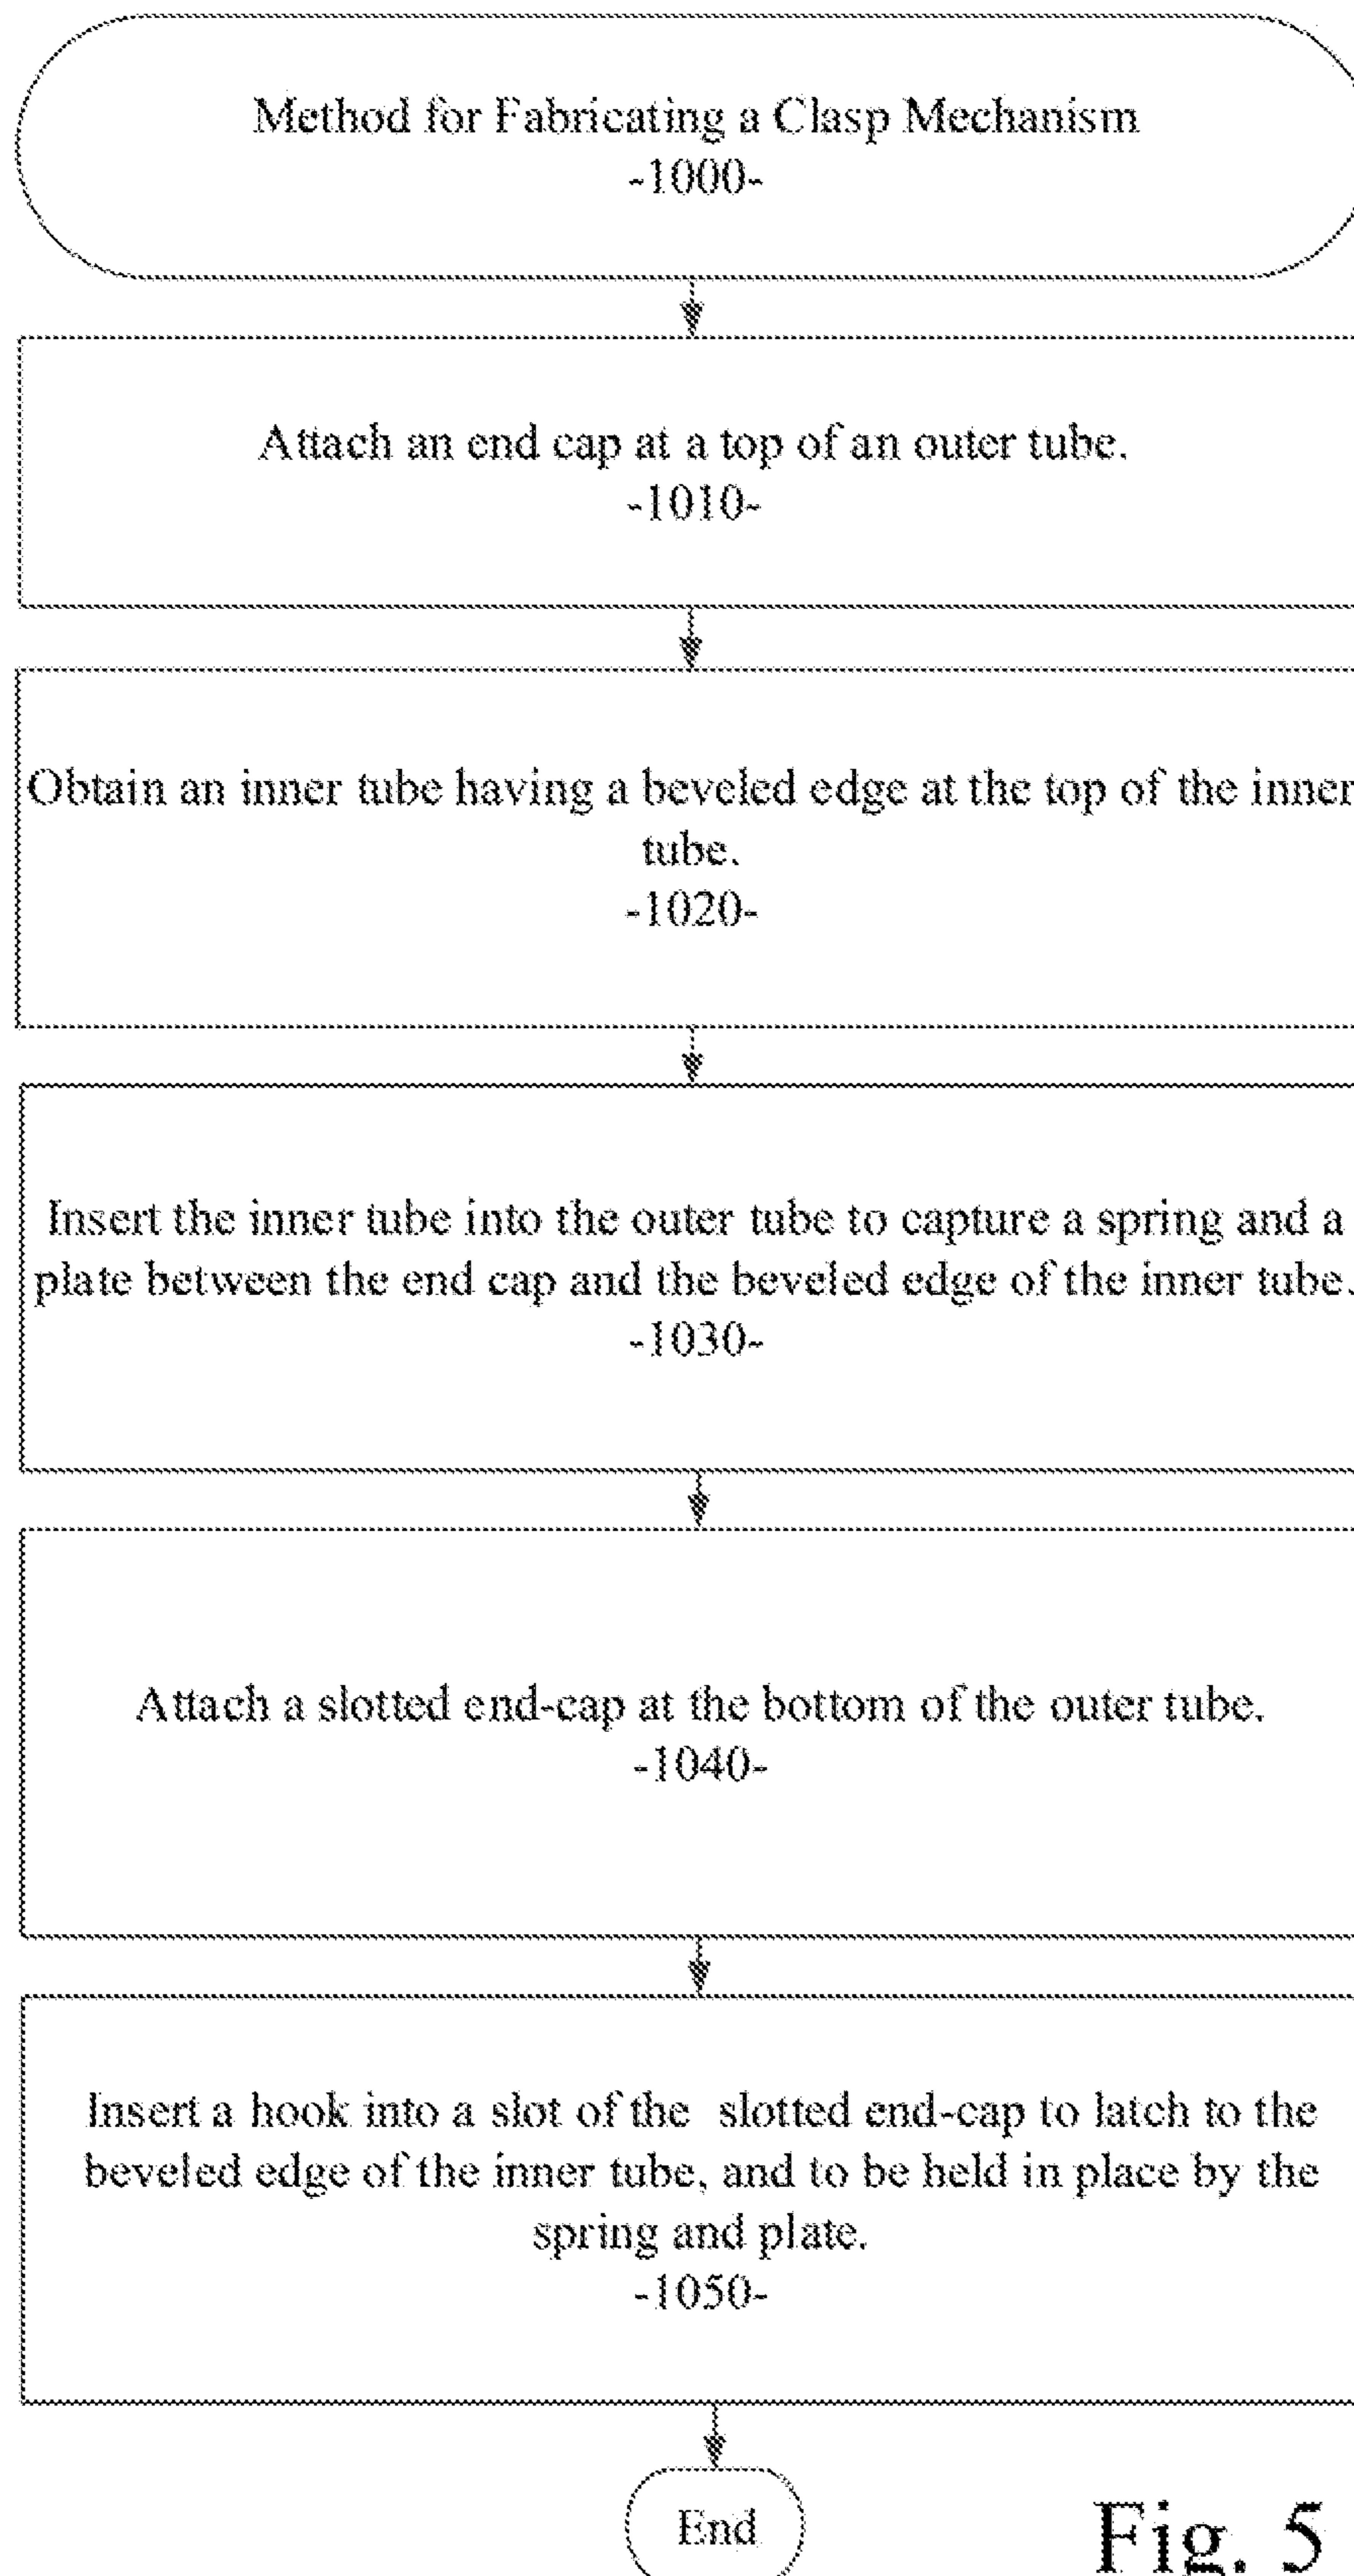 Method for Fabricating a Clasp Mechanism
-1000-
Attach an end cap at a top of an outer tube.
-1010-
Obtain an inner tube having a beveled edge at the top of the inner
tube.
-1020-
Insert the inner tube into the outer tube to capture a spring and a
plate between the end cap and the beveled edge of the inner tube.
-1030-
Attach a slotted end-cap at the bottom of the outer tube.
-1040-
Insert a hook into a slot of the slotted end-cap to latch to the
beveled edge of the inner tube, and to be held in place by the
spring and plate.
-1050-
End
Fig. 5